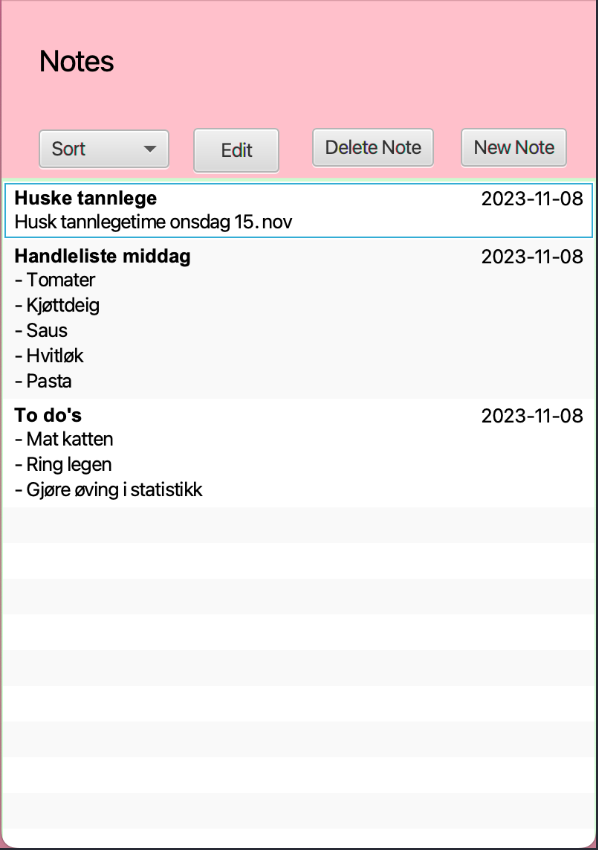 Notes
Sort Edit Delete Note New Note
Huske tannlege 2023-11-08
Husk tannlegetime onsdag 15. nov
Handleliste middag 2023-11-08
- Tomater
- Kjøttdeig
- Saus
- Hvitløk
- Pasta
To do's 2023-11-08
- Mat katten
- Ring legen
- Gjøre øving i statistikk